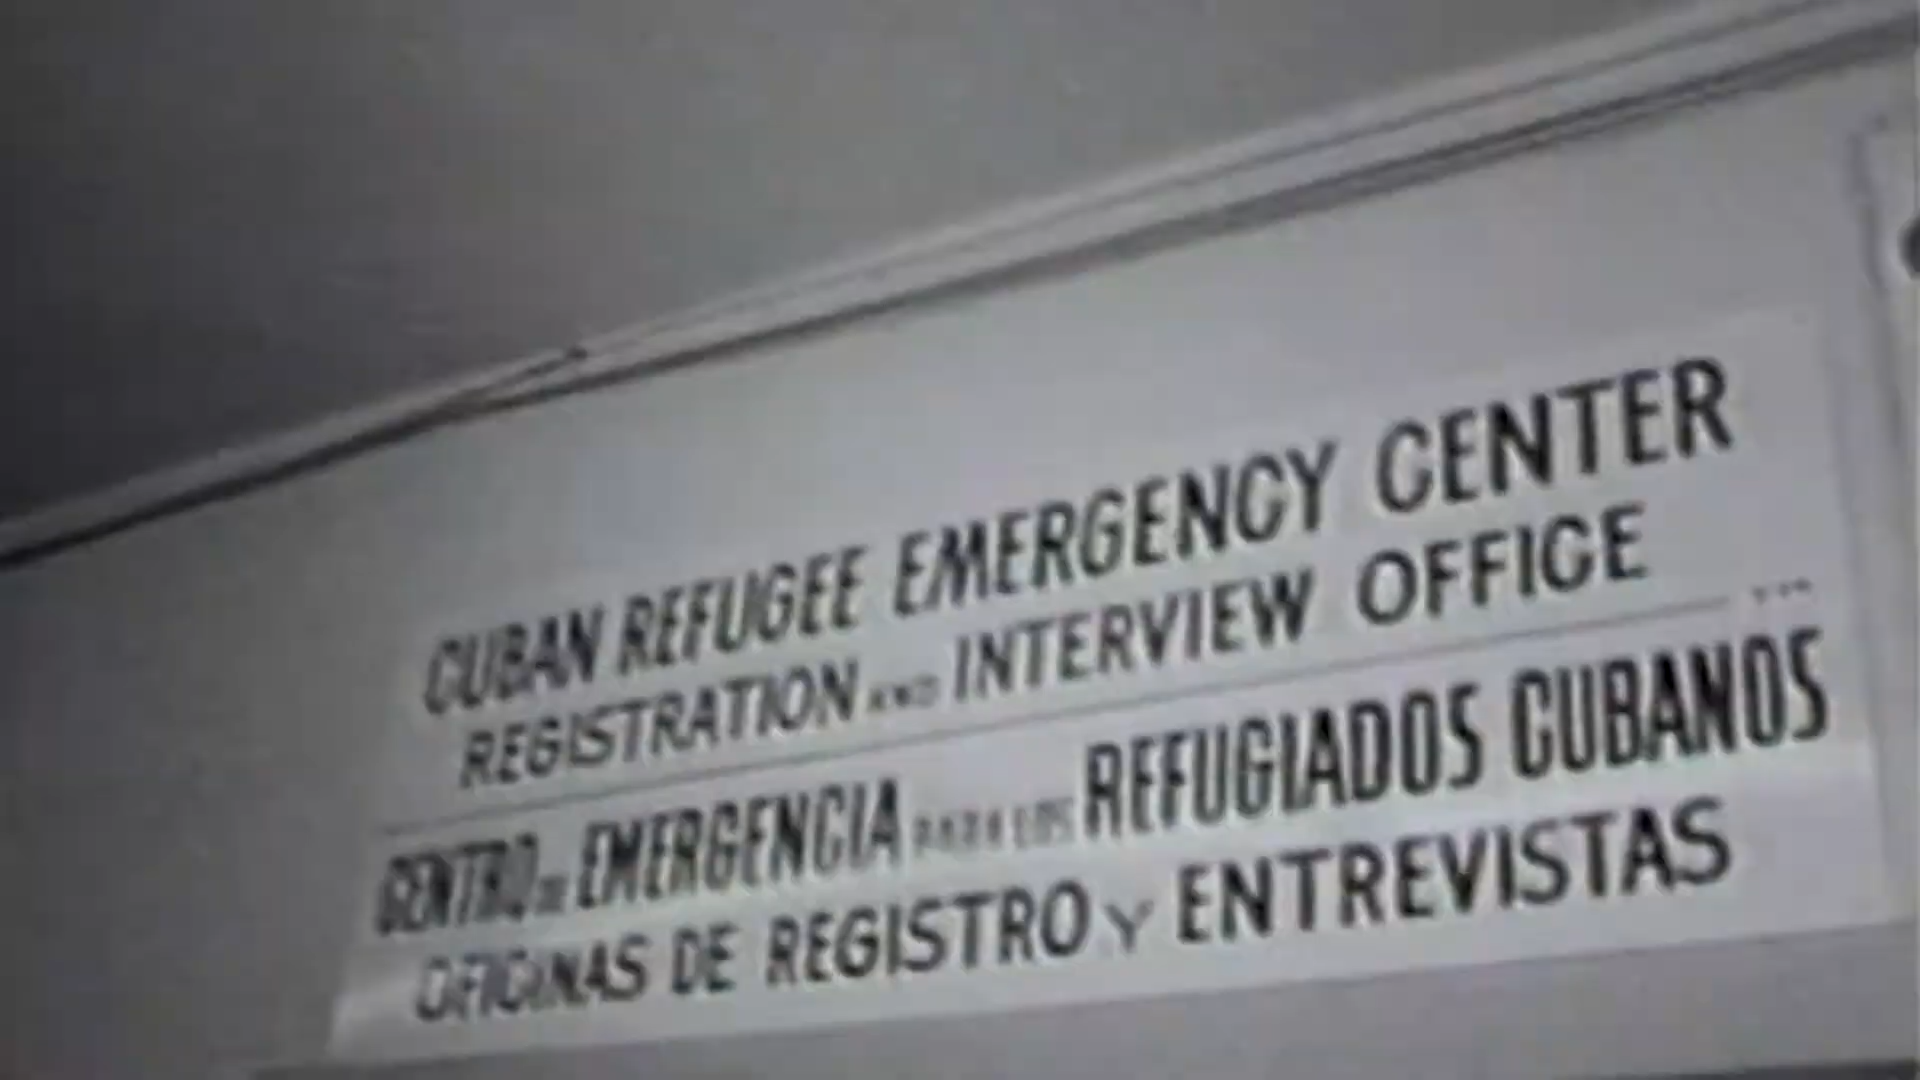 CUBAN REFUGEE EMERGENCY CENTER
REGISTRATION AND INTERVIEW OFFICE
CENTRO DE EMERGENCIA PARA LOS REFUGIADOS CUBANOS
OFICINAS DE REGISTRO Y ENTREVISTAS